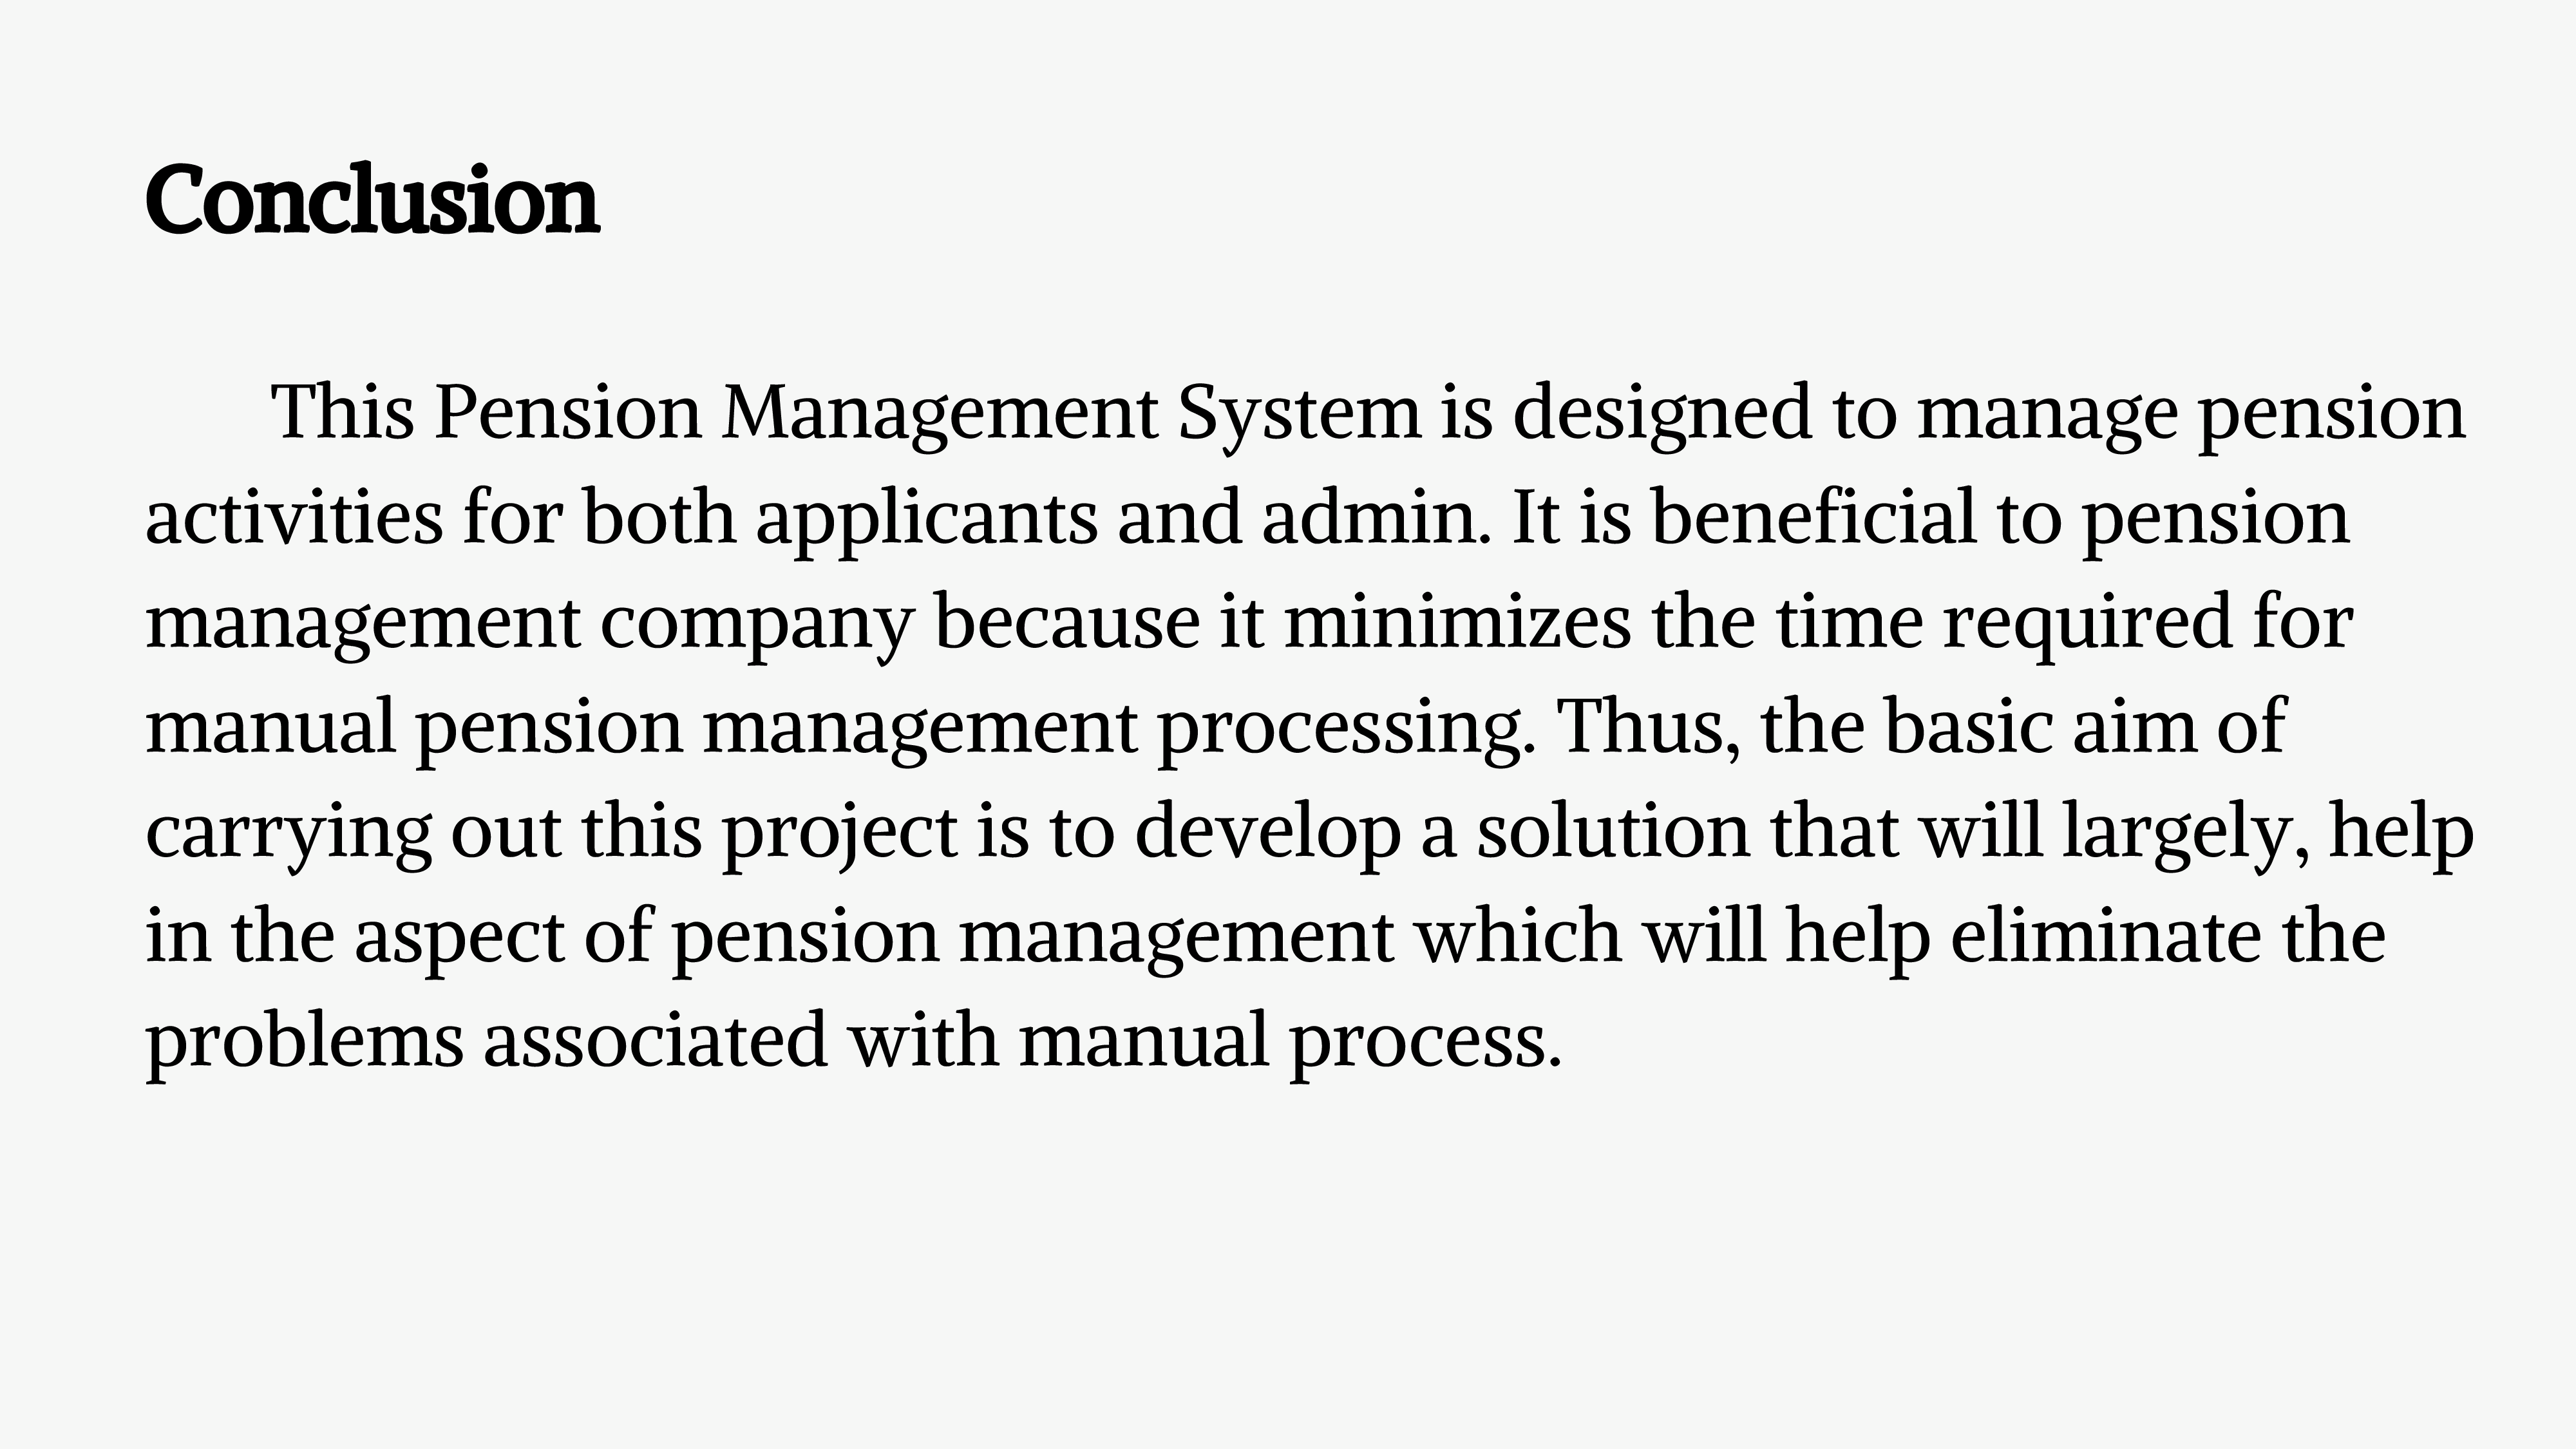 Conclusion
This Pension Management System is designed to manage pension
activities for both applicants and admin. It is beneficial to pension
management company because it minimizes the time required for
manual pension management processing. Thus, the basic aim of
carrying out this project is to develop a solution that will largely, help
in the aspect of pension management which will help eliminate the
problems associated with manual process.